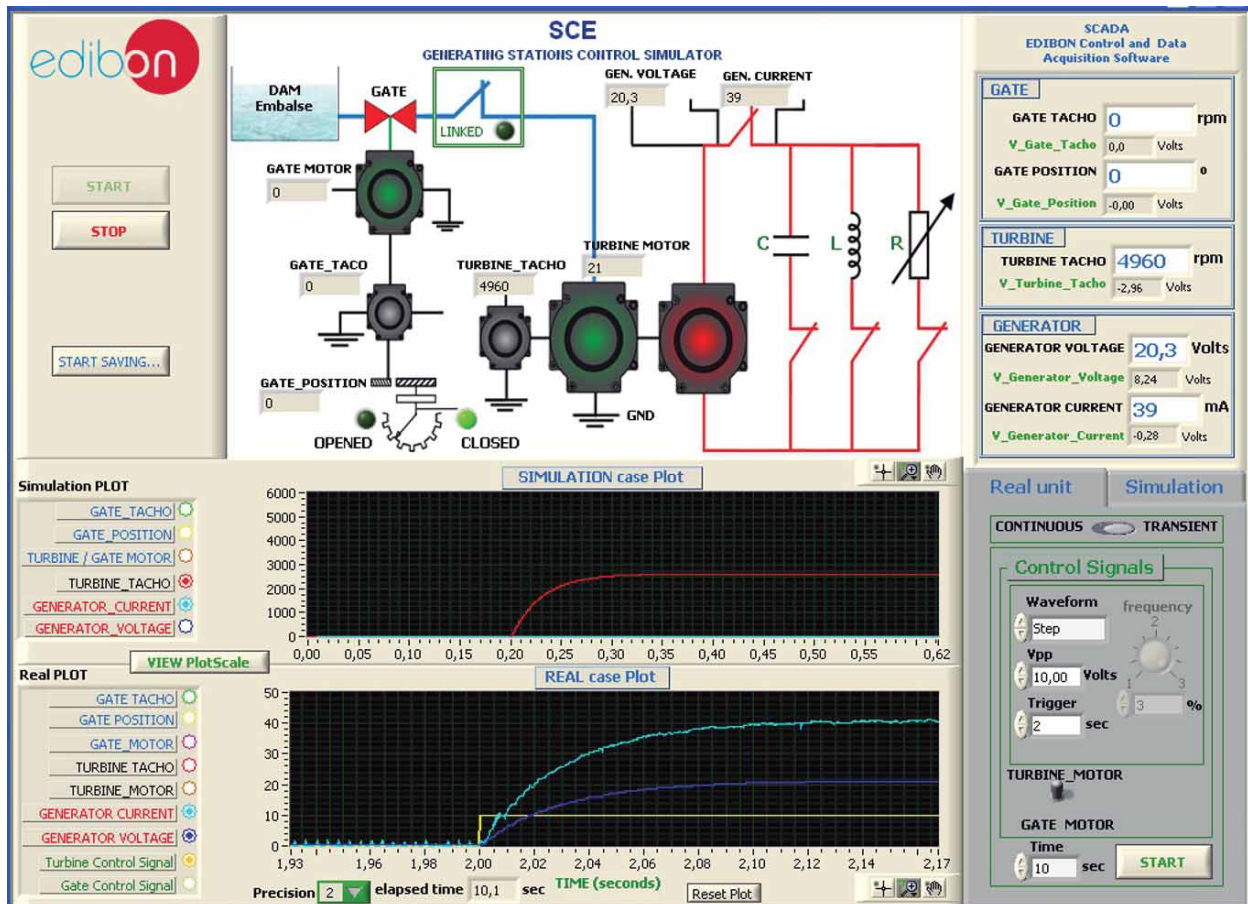 edibon
START
STOP
START SAVING...
SCE
GENERATING STATIONS CONTROL SIMULATOR
DAM
Embalse
GATE
LINKED
GEN. VOLTAGE
20,3
GEN. CURRENT
39
GATE MOTOR
0
GATE_TACO
0
TURBINE_TACHO
4960
TURBINE MOTOR
21
C
L
R
GATE_POSITION
0
OPENED
CLOSED
GND
SCADA
EDIBON Control and Data
Acquisition Software
GATE
GATE TACHO 0 rpm
V_Gate_Tacho 0,0 Volts
GATE POSITION 0 º
V_Gate_Position -0,00 Volts
TURBINE
TURBINE TACHO 4960 rpm
V_Turbine_Tacho -2,96 Volts
GENERATOR
GENERATOR VOLTAGE 20,3 Volts
V_Generator_Voltage 8,24 Volts
GENERATOR CURRENT 39 mA
V_Generator_Current -0,28 Volts
Simulation PLOT
GATE_TACHO
GATE_POSITION
TURBINE / GATE MOTOR
TURBINE_TACHO
GENERATOR_CURRENT
GENERATOR_VOLTAGE
SIMULATION case Plot
6000
5000
4000
3000
2000
1000
0
0,00 0,05 0,10 0,15 0,20 0,25 0,30 0,35 0,40 0,45 0,50 0,55 0,62
VIEW PlotScale
Real PLOT
GATE TACHO
GATE POSITION
GATE_MOTOR
TURBINE TACHO
TURBINE_MOTOR
GENERATOR CURRENT
GENERATOR VOLTAGE
Turbine Control Signal
Gate Control Signal
REAL case Plot
50
40
30
20
10
0
1,93 1,96 1,98 2,00 2,02 2,04 2,06 2,08 2,10 2,12 2,14 2,17
Precision 2 elapsed time 10,1 sec TIME (seconds) Reset Plot
Real unit
Simulation
CONTINUOUS TRANSIENT
Control Signals
Waveform
Step
Vpp
10,00 Volts
Trigger
2 sec
frequency
2
1 3
3 %
TURBINE_MOTOR
GATE MOTOR
Time
10 sec
START